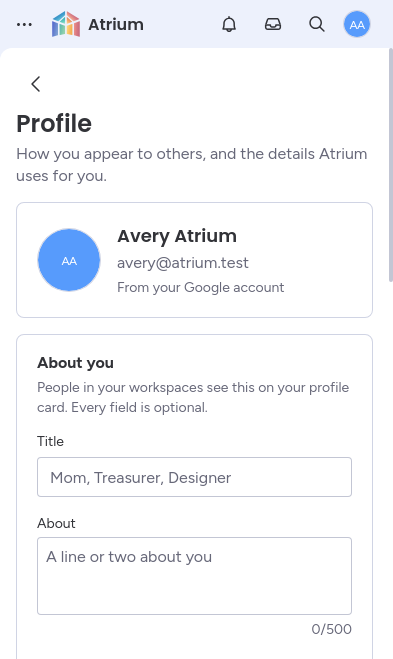 Atrium
AA
Profile
How you appear to others, and the details Atrium
uses for you.
AA
Avery Atrium
avery@atrium.test
From your Google account
About you
People in your workspaces see this on your profile
card. Every field is optional.
Title
Mom, Treasurer, Designer
About
A line or two about you
0/500